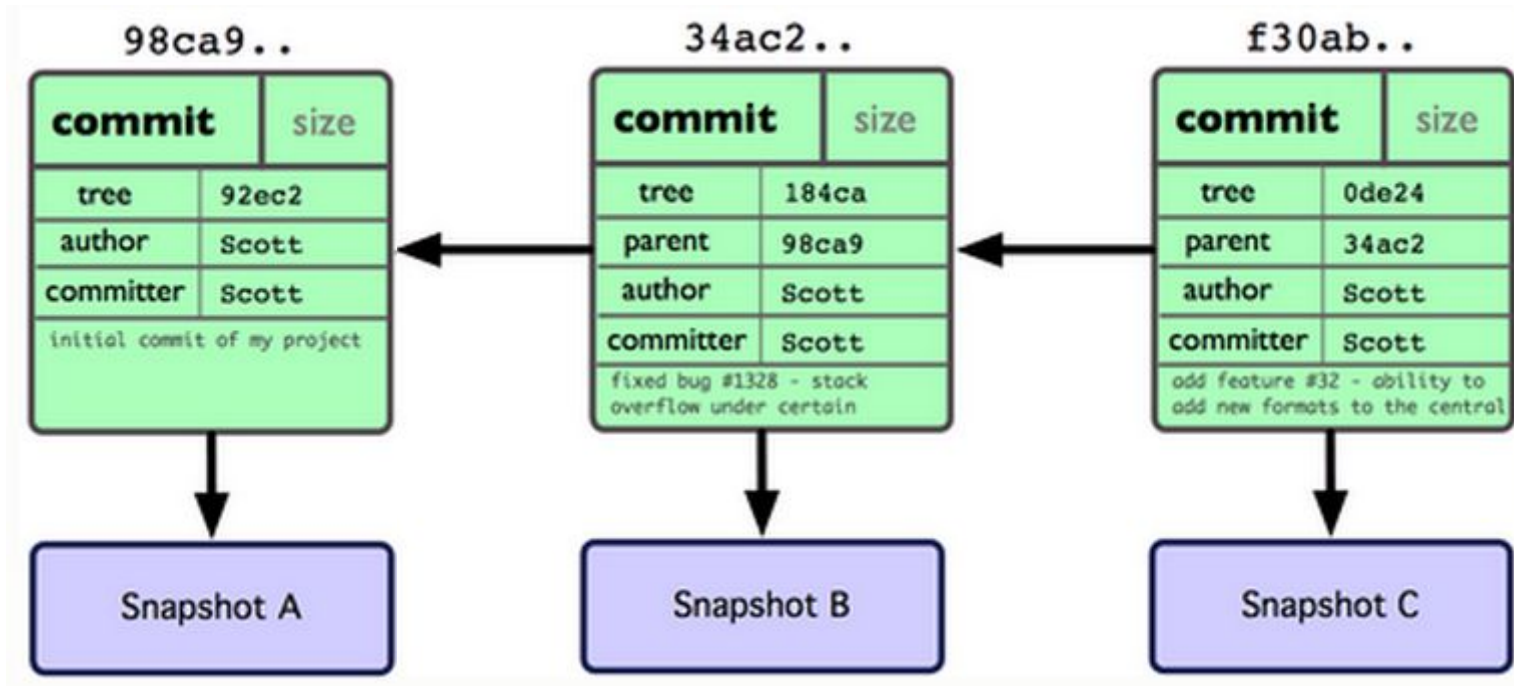 98ca9..
commit size
tree 92ec2
author Scott
committer Scott
initial commit of my project
Snapshot A
34ac2..
commit size
tree 184ca
parent 98ca9
author Scott
committer Scott
fixed bug #1328 - stack
overflow under certain
Snapshot B
f30ab..
commit size
tree 0de24
parent 34ac2
author Scott
committer Scott
add feature #32 - ability to
add new formats to the central
Snapshot C